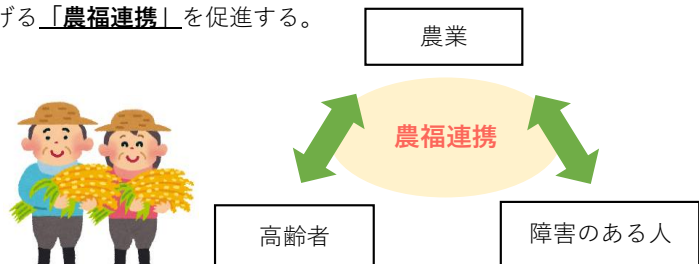 げる「農福連携」を促進する。
農業
農福連携
高齢者
障害のある人